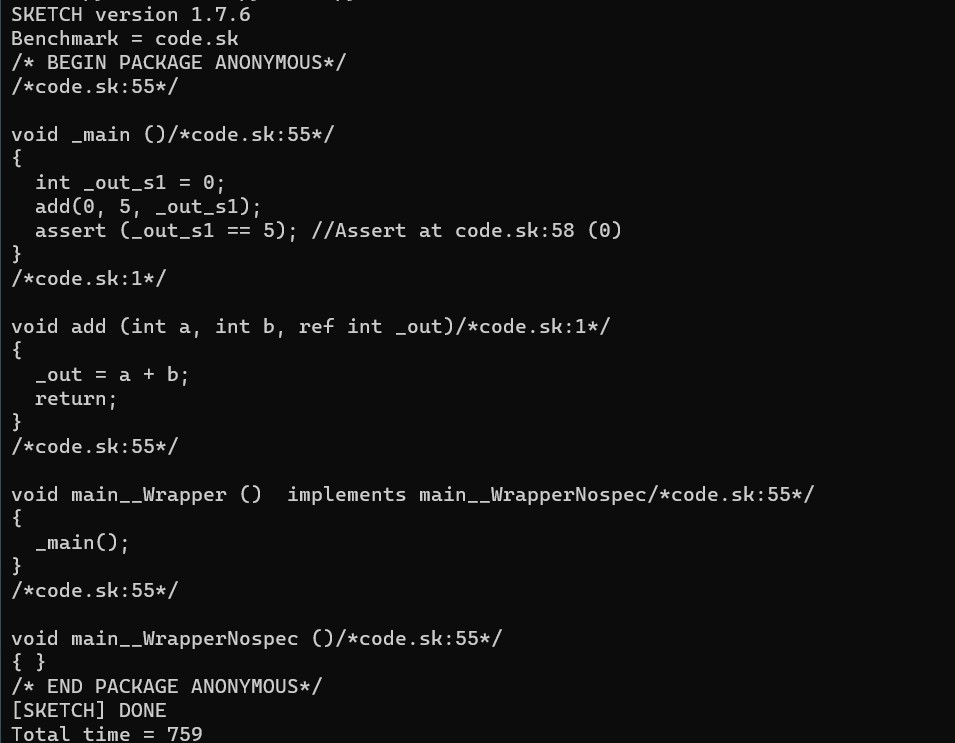 SKETCH version 1.7.6
Benchmark = code.sk
/* BEGIN PACKAGE ANONYMOUS*/
/*code.sk:55*/

void _main ()/*code.sk:55*/
{
  int _out_s1 = 0;
  add(0, 5, _out_s1);
  assert (_out_s1 == 5); //Assert at code.sk:58 (0)
}
/*code.sk:1*/

void add (int a, int b, ref int _out)/*code.sk:1*/
{
  _out = a + b;
  return;
}
/*code.sk:55*/

void main__Wrapper ()  implements main__WrapperNospec/*code.sk:55*/
{
  _main();
}
/*code.sk:55*/

void main__WrapperNospec ()/*code.sk:55*/
{ }
/* END PACKAGE ANONYMOUS*/
[SKETCH] DONE
Total time = 759